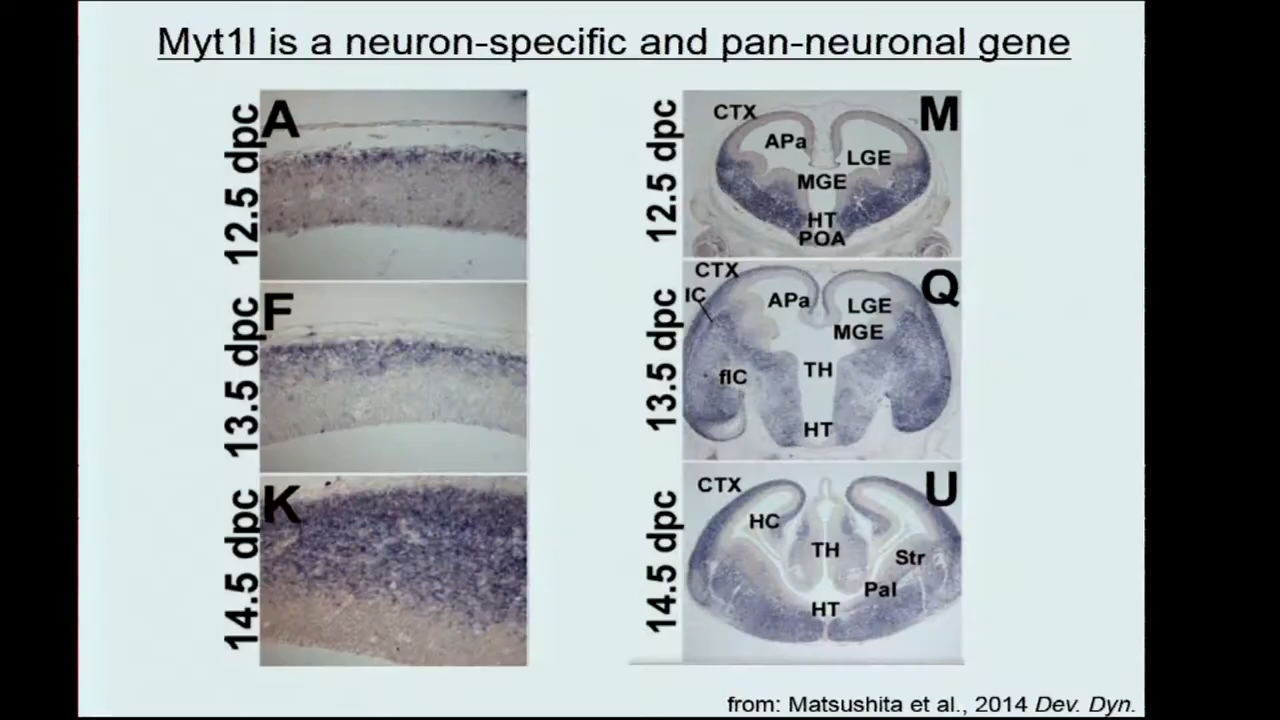 Myt1l is a neuron-specific and pan-neuronal gene
12.5 dpc
A
13.5 dpc
F
14.5 dpc
K
12.5 dpc
M
CTX
APa
LGE
MGE
HT
POA
13.5 dpc
Q
CTX
IC
APa
LGE
MGE
TH
fIC
HT
14.5 dpc
U
CTX
HC
TH
Str
Pal
HT
from: Matsushita et al., 2014 Dev. Dyn.